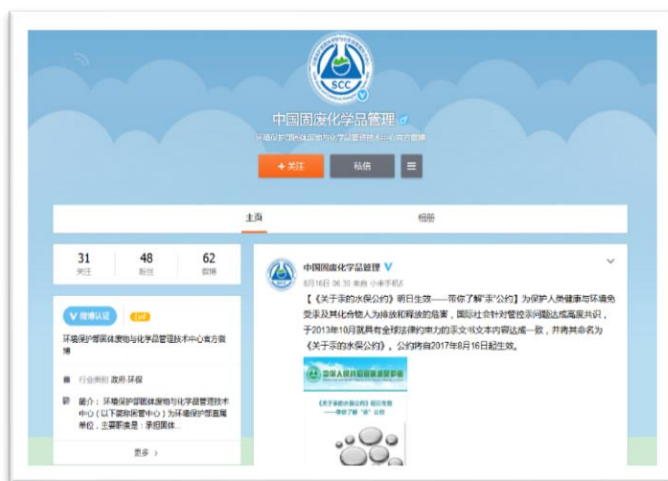 SCC
中国固废化学品管理
环境保护部固体废物与化学品管理技术中心官方微博
+关注
私信
主页
相册
31
关注
48
粉丝
62
微博
微博认证
Lv4
环境保护部固体废物与化学品管理技术中心官方微
博
行业类别 政府-环保
简介: 环境保护部固体废物与化学品管理技术
中心(以下简称固管中心)为环境保护部直属
单位,主要职责是:承担固体...
更多 >
中国固废化学品管理
8月16日 06:30 来自 小米手机5
【《关于汞的水俣公约》明日生效——带你了解“汞”公约】为保护人类健康与环境免
受汞及其化合物人为排放和释放的危害,国际社会针对管控汞问题达成高度共识,
于2013年10月就具有全球法律约束力的汞文书文本内容达成一致,并将其命名为
《关于汞的水俣公约》。公约将自2017年8月16日起生效。
中华人民共和国环境保护部
《关于汞的水俣公约》明日生效
——带你了解“汞”公约